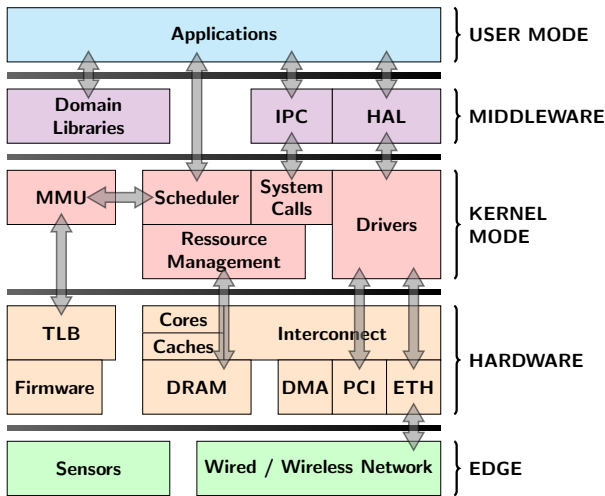 Applications
USER MODE
Domain
Libraries
IPC
HAL
MIDDLEWARE
MMU
Scheduler
System
Calls
Drivers
Ressource
Management
KERNEL
MODE
TLB
Cores
Caches
Interconnect
Firmware
DRAM
DMA
PCI
ETH
HARDWARE
Sensors
Wired / Wireless Network
EDGE